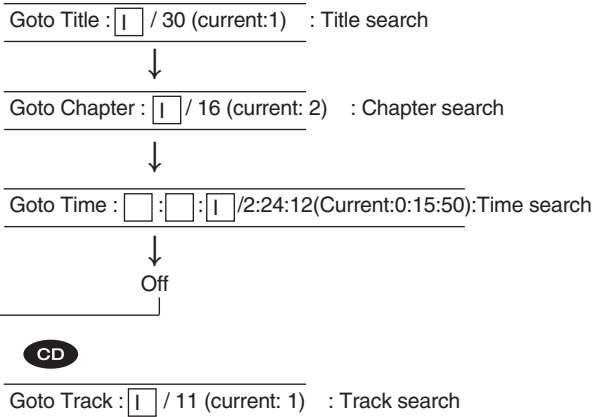 Goto Title : | / 30 (current:1) : Title search
↓
Goto Chapter : | / 16 (current: 2) : Chapter search
↓
Goto Time : : : | /2:24:12(Current:0:15:50):Time search
↓
Off
CD
Goto Track : | / 11 (current: 1) : Track search